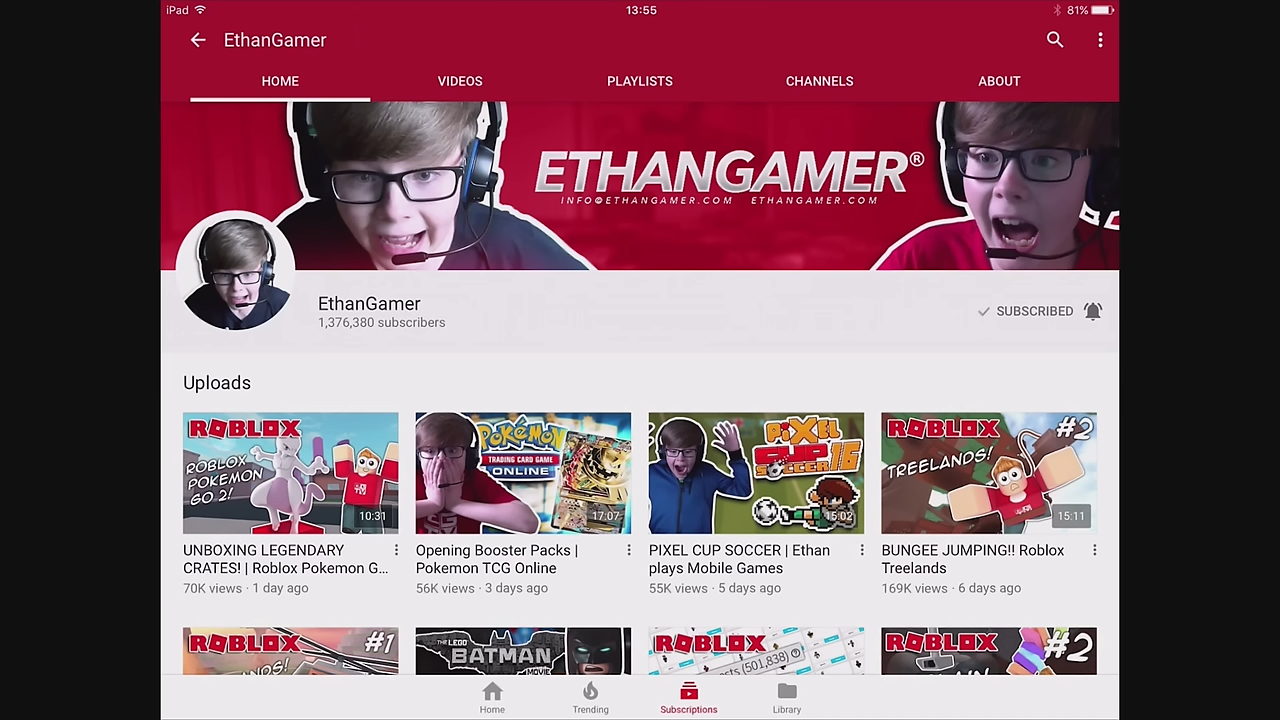 iPad 13:55 81%
EthanGamer
HOME VIDEOS PLAYLISTS CHANNELS ABOUT
ETHANGAMER®
INFO@ETHANGAMER.COM ETHANGAMER.COM
EthanGamer
1,376,380 subscribers
SUBSCRIBED
Uploads
ROBLOX
ROBLOX
POKEMON
GO 2!
10:31
POKéMON
TRADING CARD GAME
ONLINE
17:07
PIXEL
CUP
SOCCER 16
15:02
ROBLOX #2
TREELANDS!
15:11
UNBOXING LEGENDARY
CRATES! | Roblox Pokemon G...
70K views · 1 day ago
Opening Booster Packs |
Pokemon TCG Online
56K views · 3 days ago
PIXEL CUP SOCCER | Ethan
plays Mobile Games
55K views · 5 days ago
BUNGEE JUMPING!! Roblox
Treelands
169K views · 6 days ago
ROBLOX #1
THE LEGO
BATMAN
MOVIE
ROBLOX
(501,838)
ROBLOX #2
Home Trending Subscriptions Library